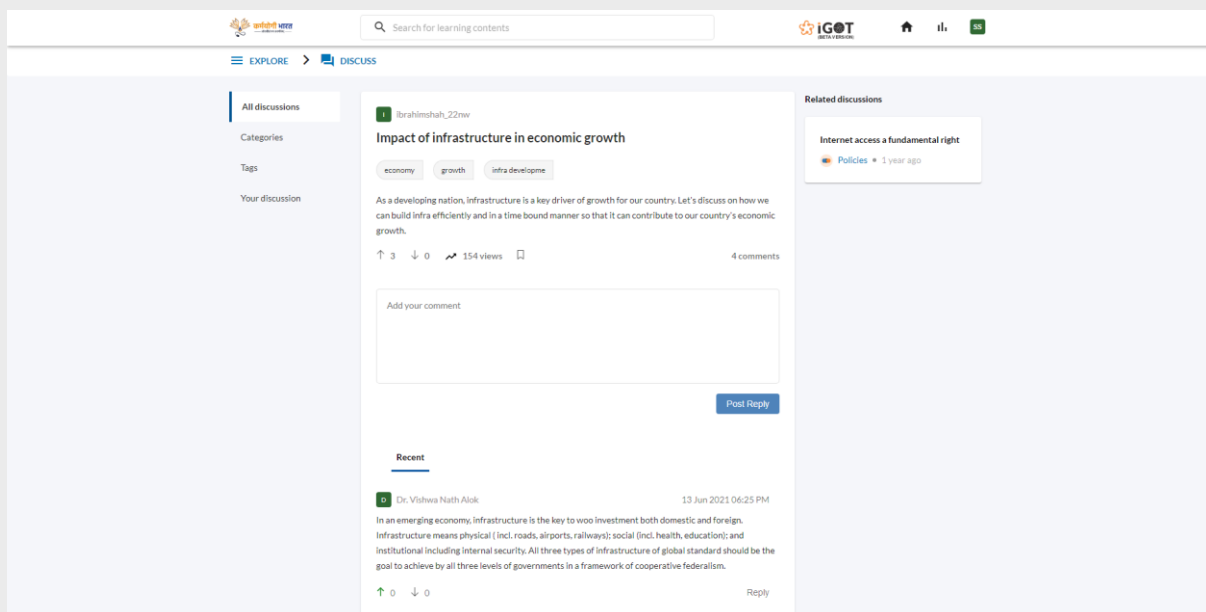 कर्मयोगी भारत
Search for learning contents
iGOT
(BETA VERSION)
SS
EXPLORE
DISCUSS
All discussions
Categories
Tags
Your discussion
I ibrahimshah_22nw
Impact of infrastructure in economic growth
economy growth infra developme
As a developing nation, infrastructure is a key driver of growth for our country. Let's discuss on how we
can build infra efficiently and in a time bound manner so that it can contribute to our country's economic
growth.
3 0 154 views
4 comments
Add your comment
Post Reply
Recent
D Dr. Vishwa Nath Alok 13 Jun 2021 06:25 PM
In an emerging economy, infrastructure is the key to woo investment both domestic and foreign.
Infrastructure means physical ( incl. roads, airports, railways); social (incl. health, education); and
institutional including internal security. All three types of infrastructure of global standard should be the
goal to achieve by all three levels of governments in a framework of cooperative federalism.
0 0 Reply
Related discussions
Internet access a fundamental right
Policies • 1 year ago